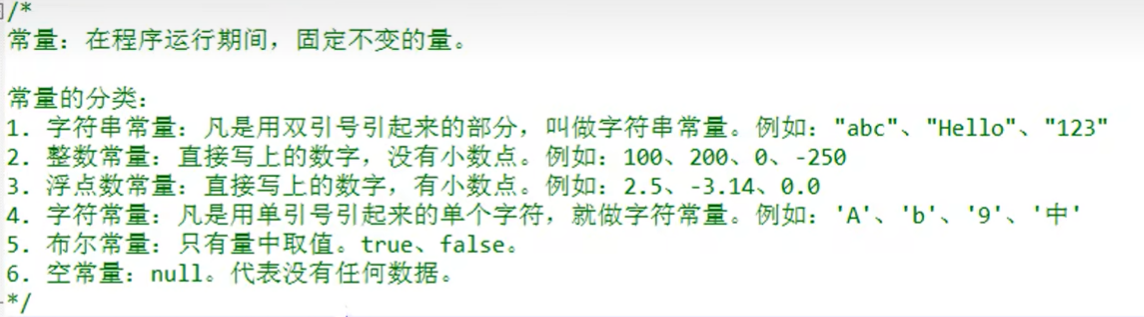 /*
常量：在程序运行期间，固定不变的量。
常量的分类：
1. 字符串常量：凡是用双引号引起来的部分，叫做字符串常量。例如："abc"、"Hello"、"123"
2. 整数常量：直接写上的数字，没有小数点。例如：100、200、0、-250
3. 浮点数常量：直接写上的数字，有小数点。例如：2.5、-3.14、0.0
4. 字符常量：凡是用单引号引起来的单个字符，就做字符常量。例如：'A'、'b'、'9'、'中'
5. 布尔常量：只有量中取值。true、false。
6. 空常量：null。代表没有任何数据。
*/